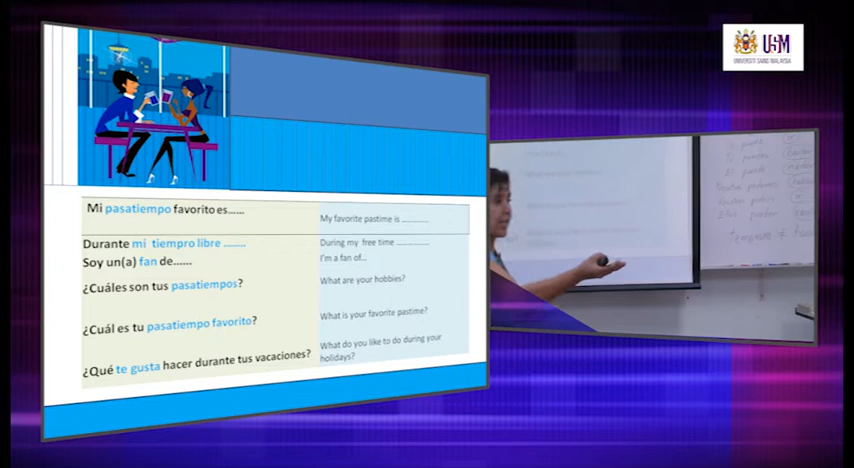 USM
UNIVERSITI SAINS MALAYSIA
Mi pasatiempo favorito es......
My favorite pastime is ..............
Durante mi tiempro libre ........
During my free time .................
Soy un(a) fan de......
I'm a fan of...
¿Cuáles son tus pasatiempos?
What are your hobbies?
¿Cuál es tu pasatiempo favorito?
What is your favorite pastime?
¿Qué te gusta hacer durante tus vacaciones?
What do you like to do during your
holidays?